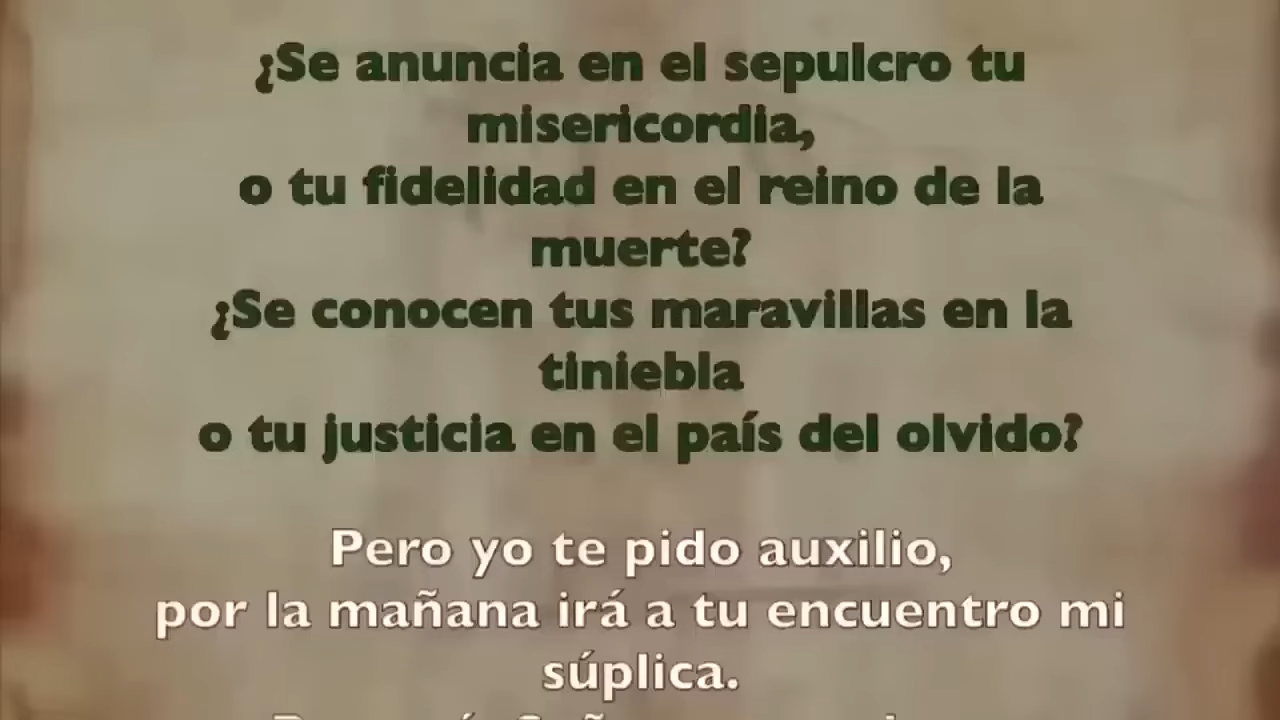 ¿Se anuncia en el sepulcro tu
misericordia,
o tu fidelidad en el reino de la
muerte?
¿Se conocen tus maravillas en la
tiniebla
o tu justicia en el país del olvido?
Pero yo te pido auxilio,
por la mañana irá a tu encuentro mi
súplica.